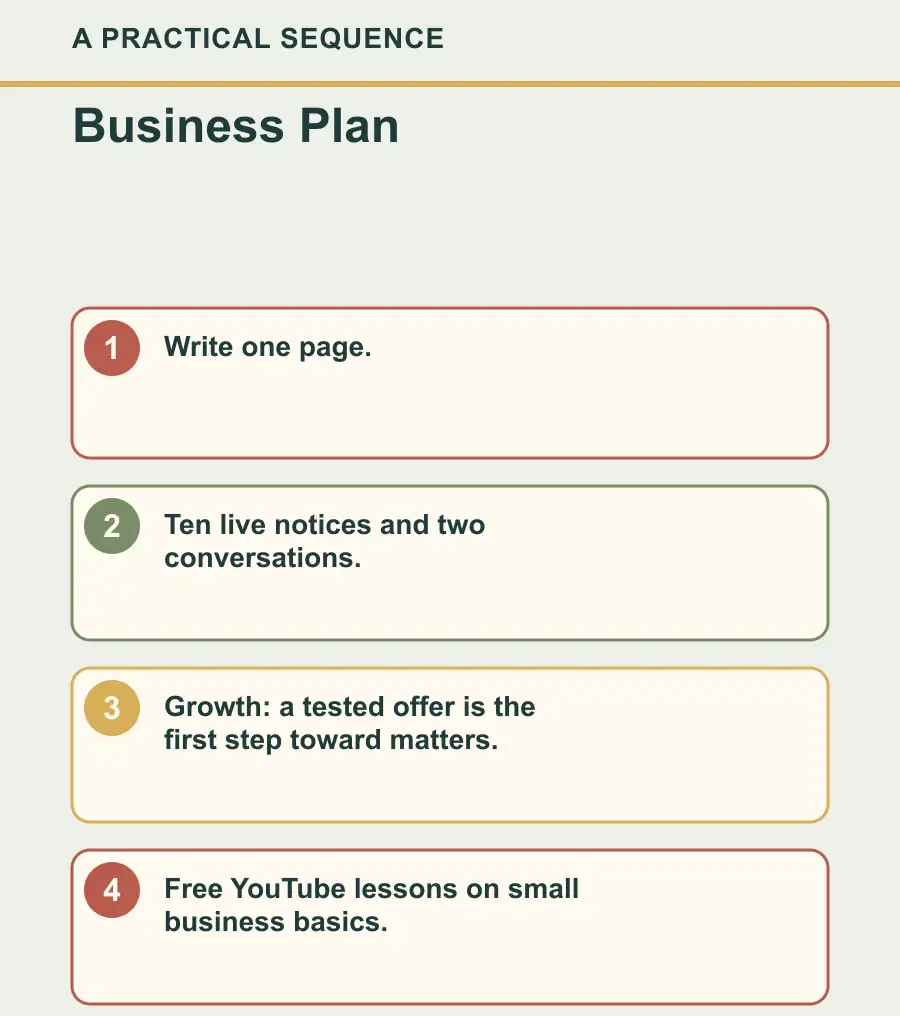 A PRACTICAL SEQUENCE
Business Plan
1
Write one page.
2
Ten live notices and two
conversations.
3
Growth: a tested offer is the
first step toward matters.
4
Free YouTube lessons on small
business basics.